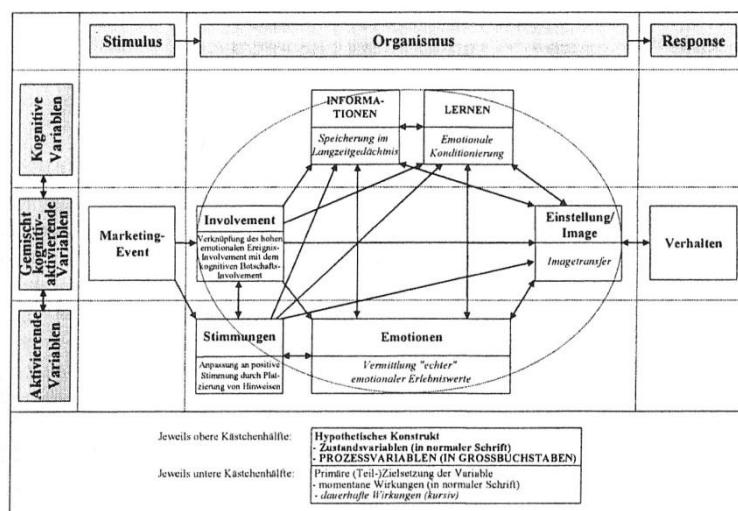 Stimulus
Organismus
Response
Kognitive
Variablen
Gemischt
kognitiv-
aktivierende
Variablen
Aktivierende
Variablen
INFORMA-
TIONEN
Speicherung im
Langzeitgedächtnis
LERNEN
Emotionale
Konditionierung
Marketing-
Event
Involvement
Verknüpfung des hohen
emotionalen Ereignis-
Involvement mit dem
kognitiven Botschafts-
Involvement
Einstellung/
Image
Imagetransfer
Verhalten
Stimmungen
Anpassung an positive
Stimmung durch Plat-
zierung von Hinweisen
Emotionen
Vermittlung "echter"
emotionaler Erlebniswerte
Jeweils obere Kästchenhälfte:
Hypothetisches Konstrukt
- Zustandsvariablen (in normaler Schrift)
- PROZESSVARIABLEN (IN GROSSBUCHSTABEN)
Jeweils untere Kästchenhälfte:
Primäre (Teil-)Zielsetzung der Variable
- momentane Wirkungen (in normaler Schrift)
- dauerhafte Wirkungen (kursiv)